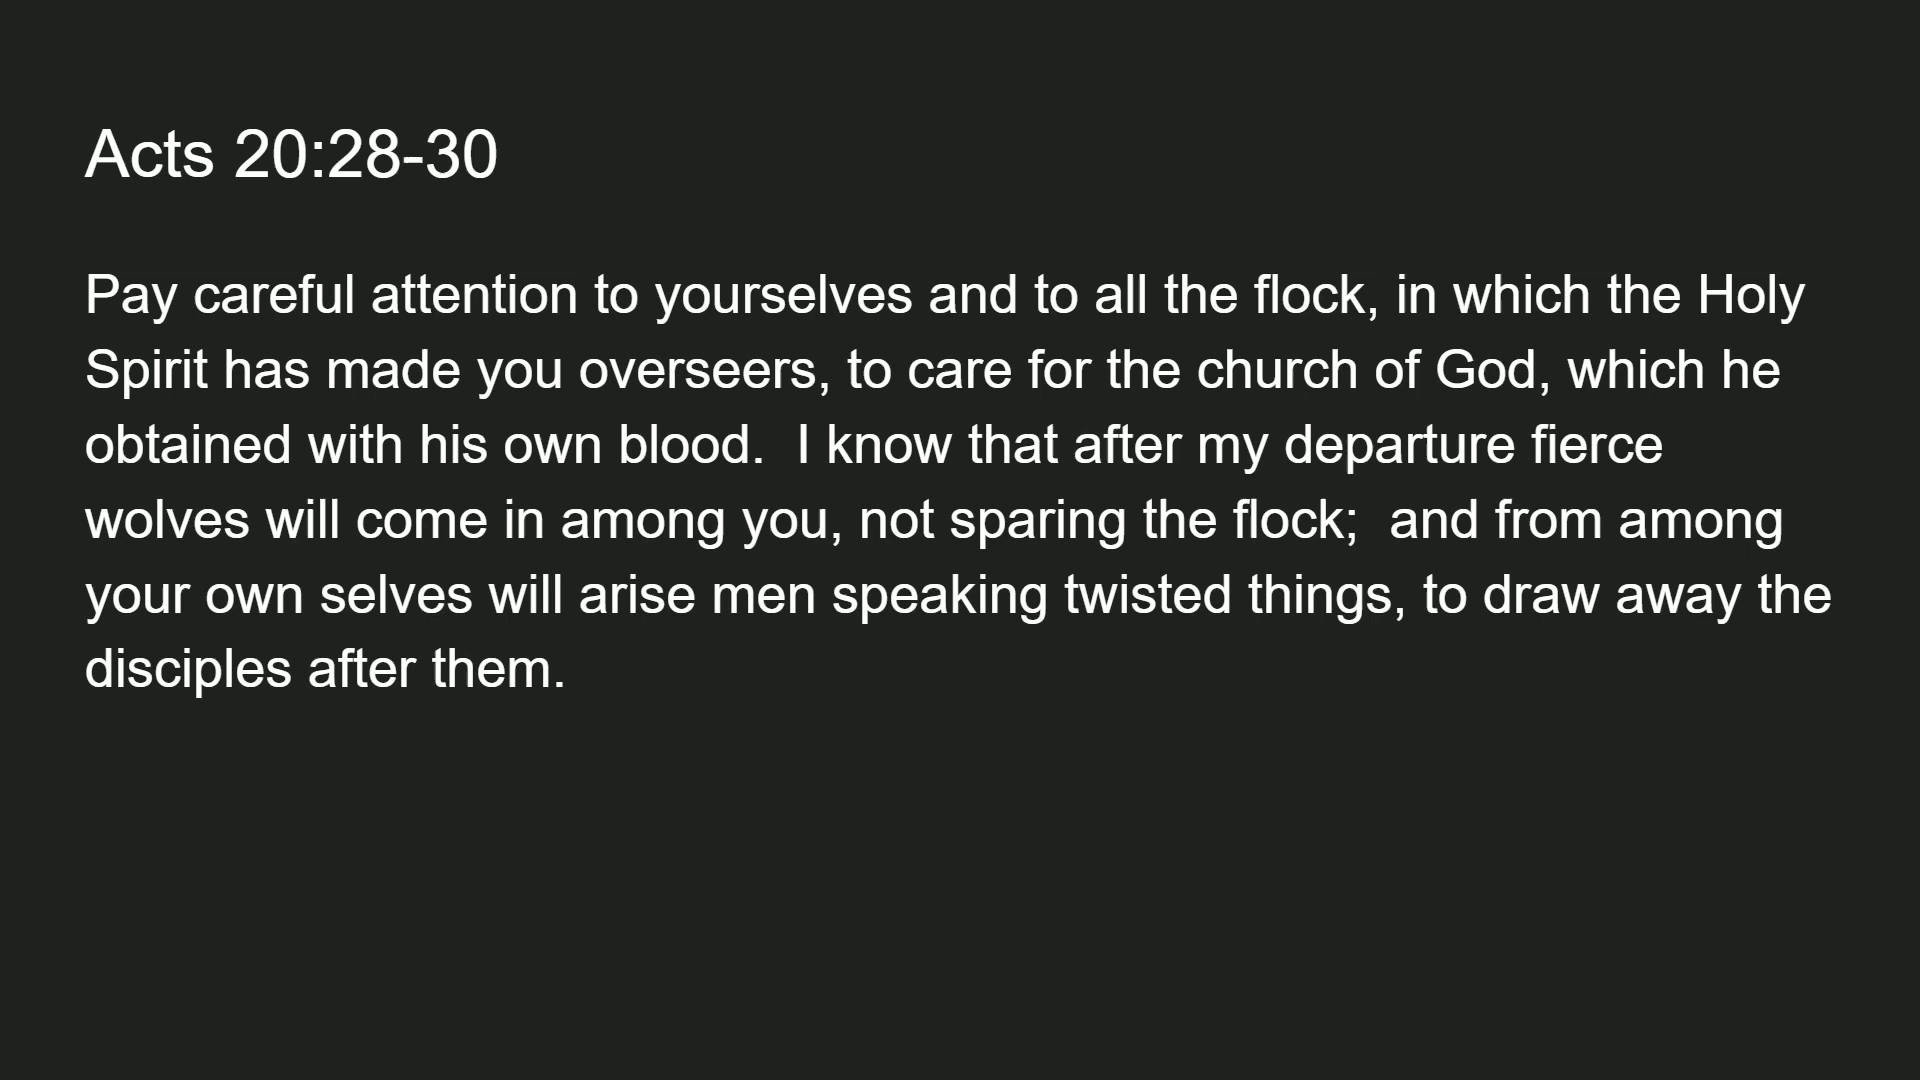 Acts 20:28-30
Pay careful attention to yourselves and to all the flock, in which the Holy
Spirit has made you overseers, to care for the church of God, which he
obtained with his own blood.  I know that after my departure fierce
wolves will come in among you, not sparing the flock;  and from among
your own selves will arise men speaking twisted things, to draw away the
disciples after them.